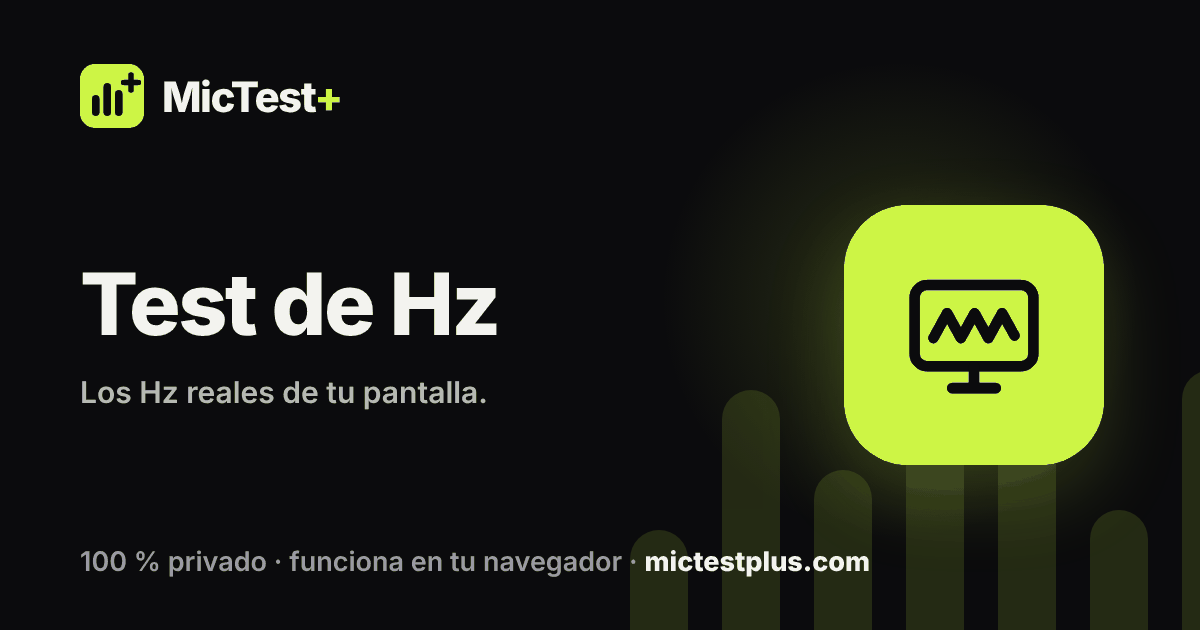 MicTest+
Test de Hz
Los Hz reales de tu pantalla.
100 % privado · funciona en tu navegador · mictestplus.com